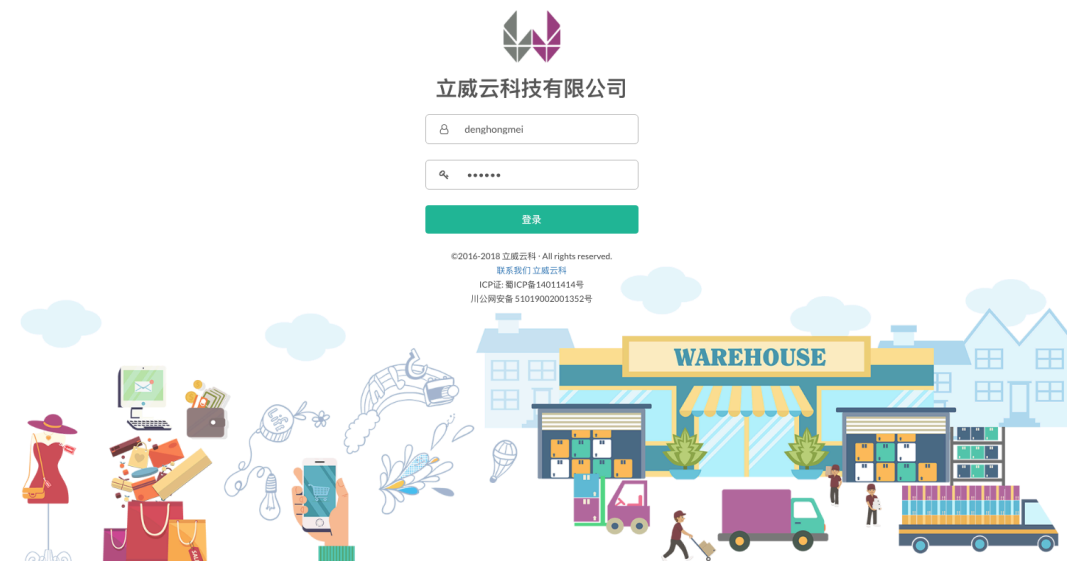 立威云科技有限公司
denghongmei
••••••
登录
©2016-2018 立威云科 · All rights reserved.
联系我们 立威云科
ICP证: 蜀ICP备14011414号
川公网安备 51019002001352号
WAREHOUSE
SALE